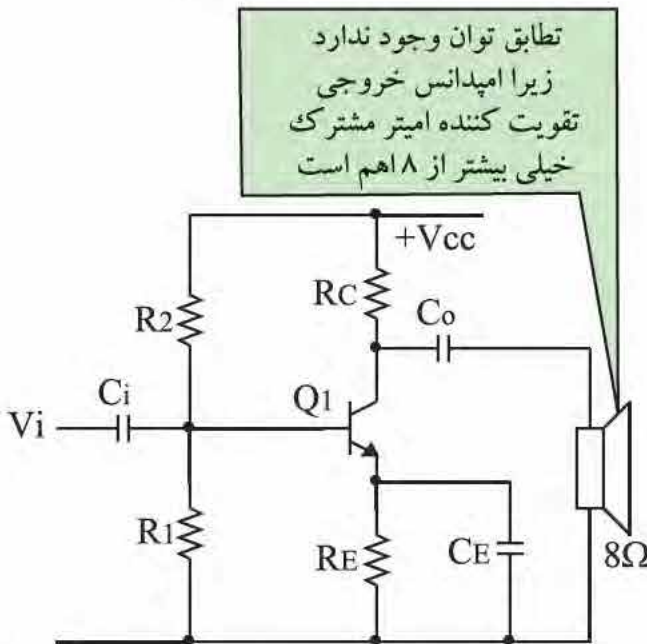 تطابق توان وجود ندارد
زیرا امپدانس خروجی
تقویت کننده امیتر مشترك
خیلی بیشتر از ۸ اهم است
+Vcc
RC
R2
Co
Ci
Q1
Vi
R1
RE
CE
8Ω